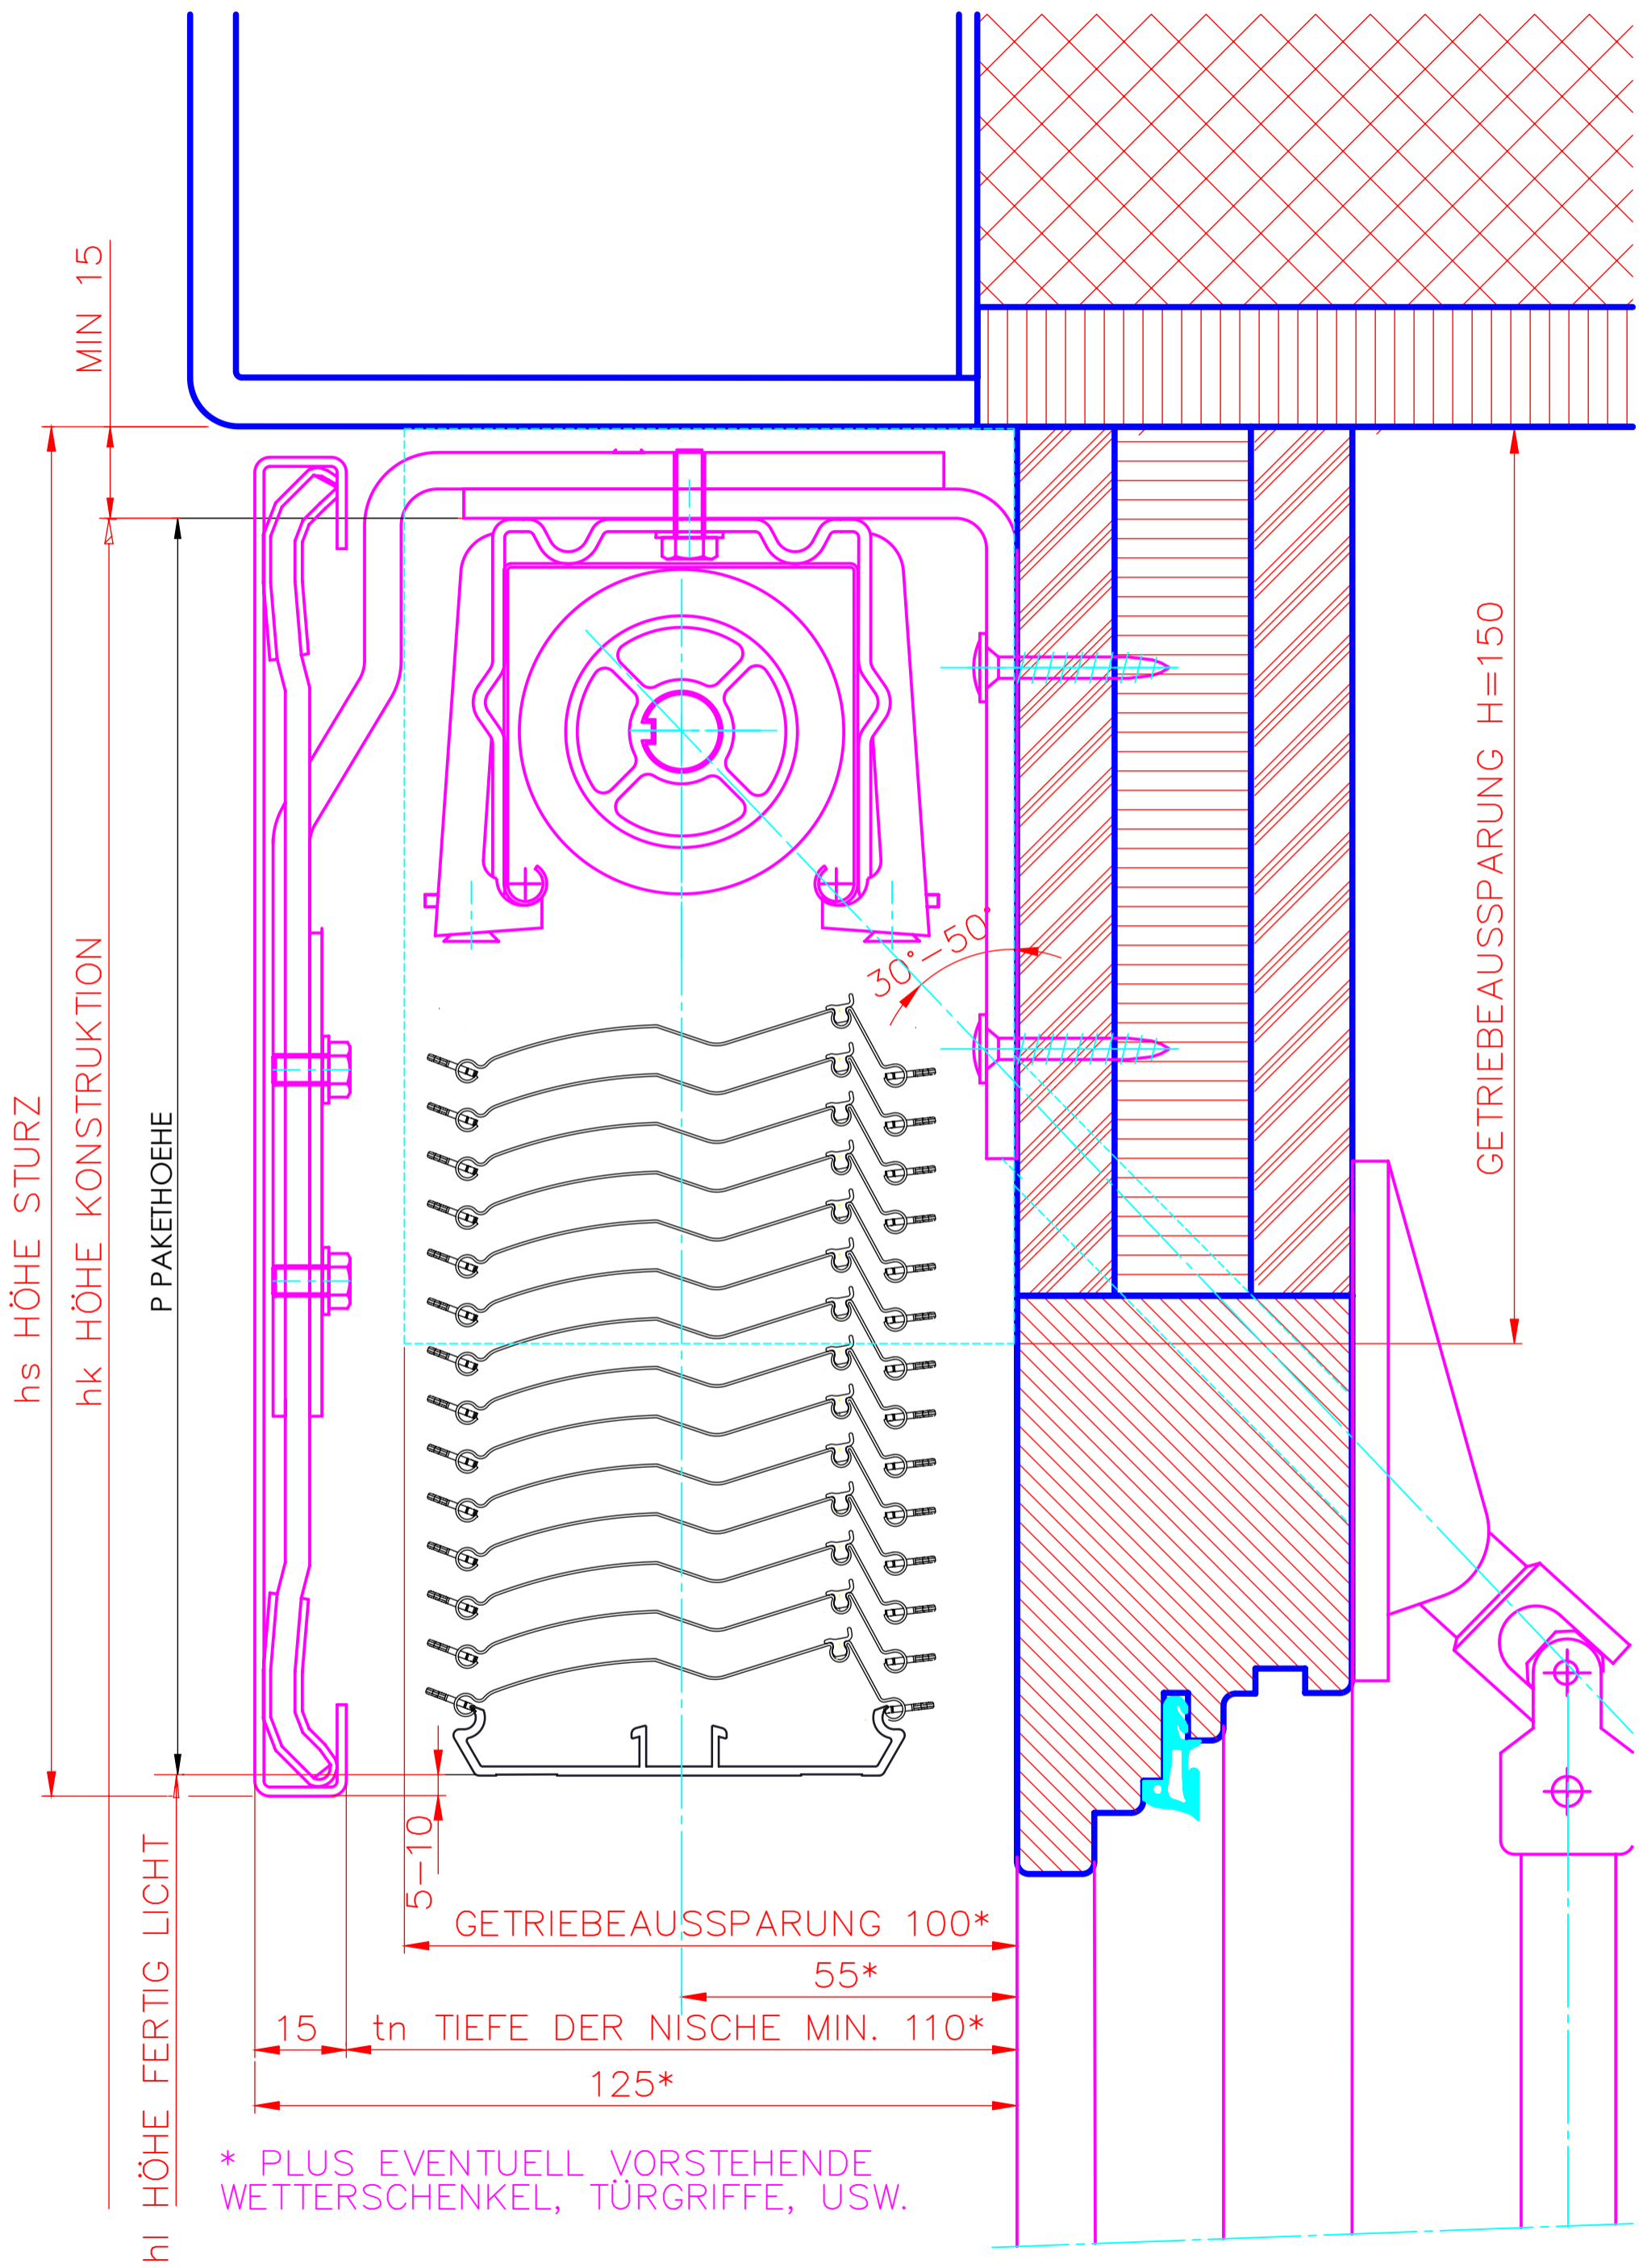 MIN 15
hs HÖHE STURZ
hk HÖHE KONSTRUKTION
P PAKETHOEHE
30°-50°
GETRIEBEAUSSPARUNG H=150
5-10
hl HÖHE FERTIG LICHT
GETRIEBEAUSSPARUNG 100*
55*
15
tn TIEFE DER NISCHE MIN. 110*
125*
* PLUS EVENTUELL VORSTEHENDE
WETTERSCHENKEL, TÜRGRIFFE, USW.